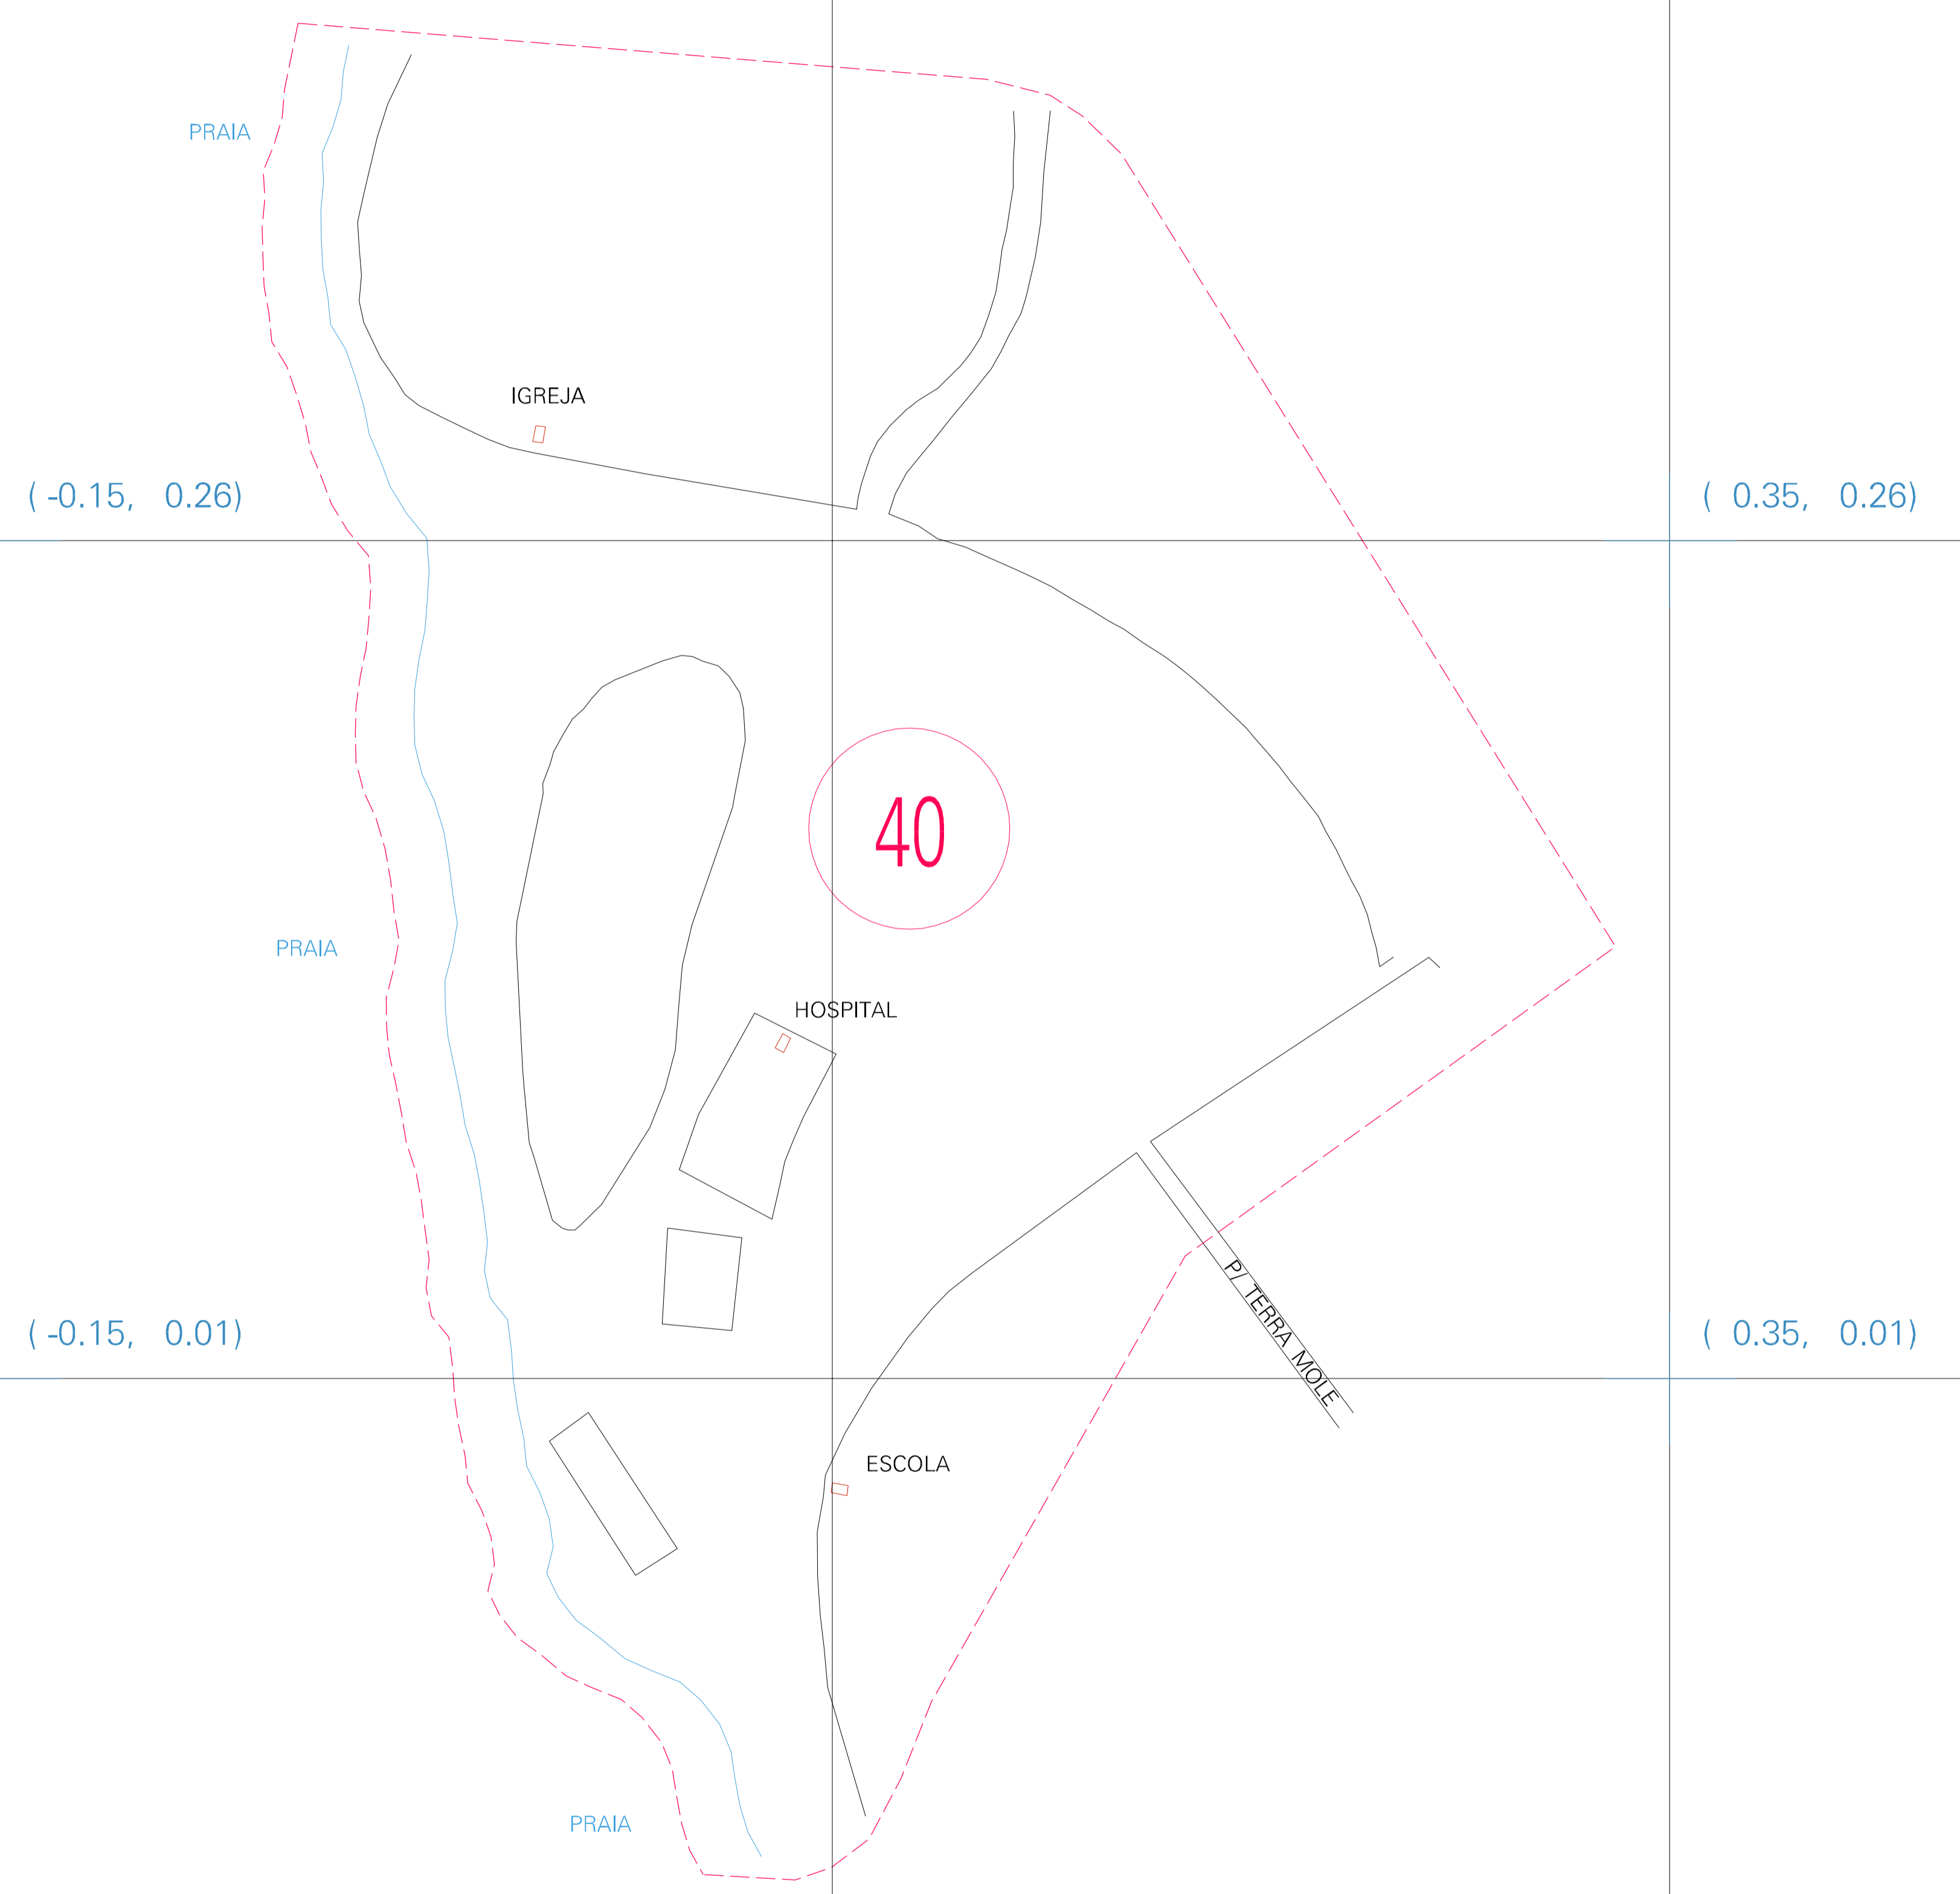 PRAIA
IGREJA
( -0.15, 0.26)
( 0.35, 0.26)
40
PRAIA
HOSPITAL
P/ TERRA MOLE
( -0.15, 0.01)
( 0.35, 0.01)
ESCOLA
PRAIA